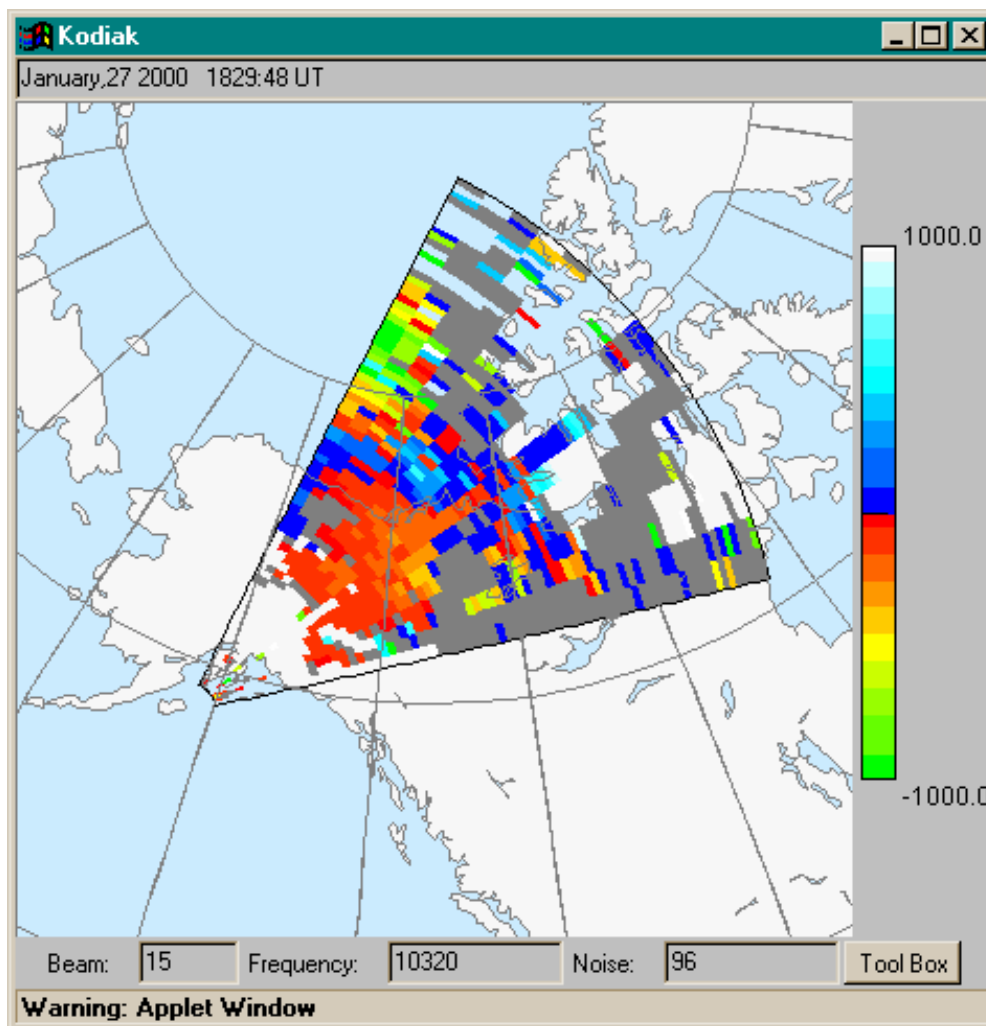 Kodiak
January,27 2000 1829:48 UT
1000.0
-1000.0
Beam: 15 Frequency: 10320 Noise: 96 Tool Box
Warning: Applet Window